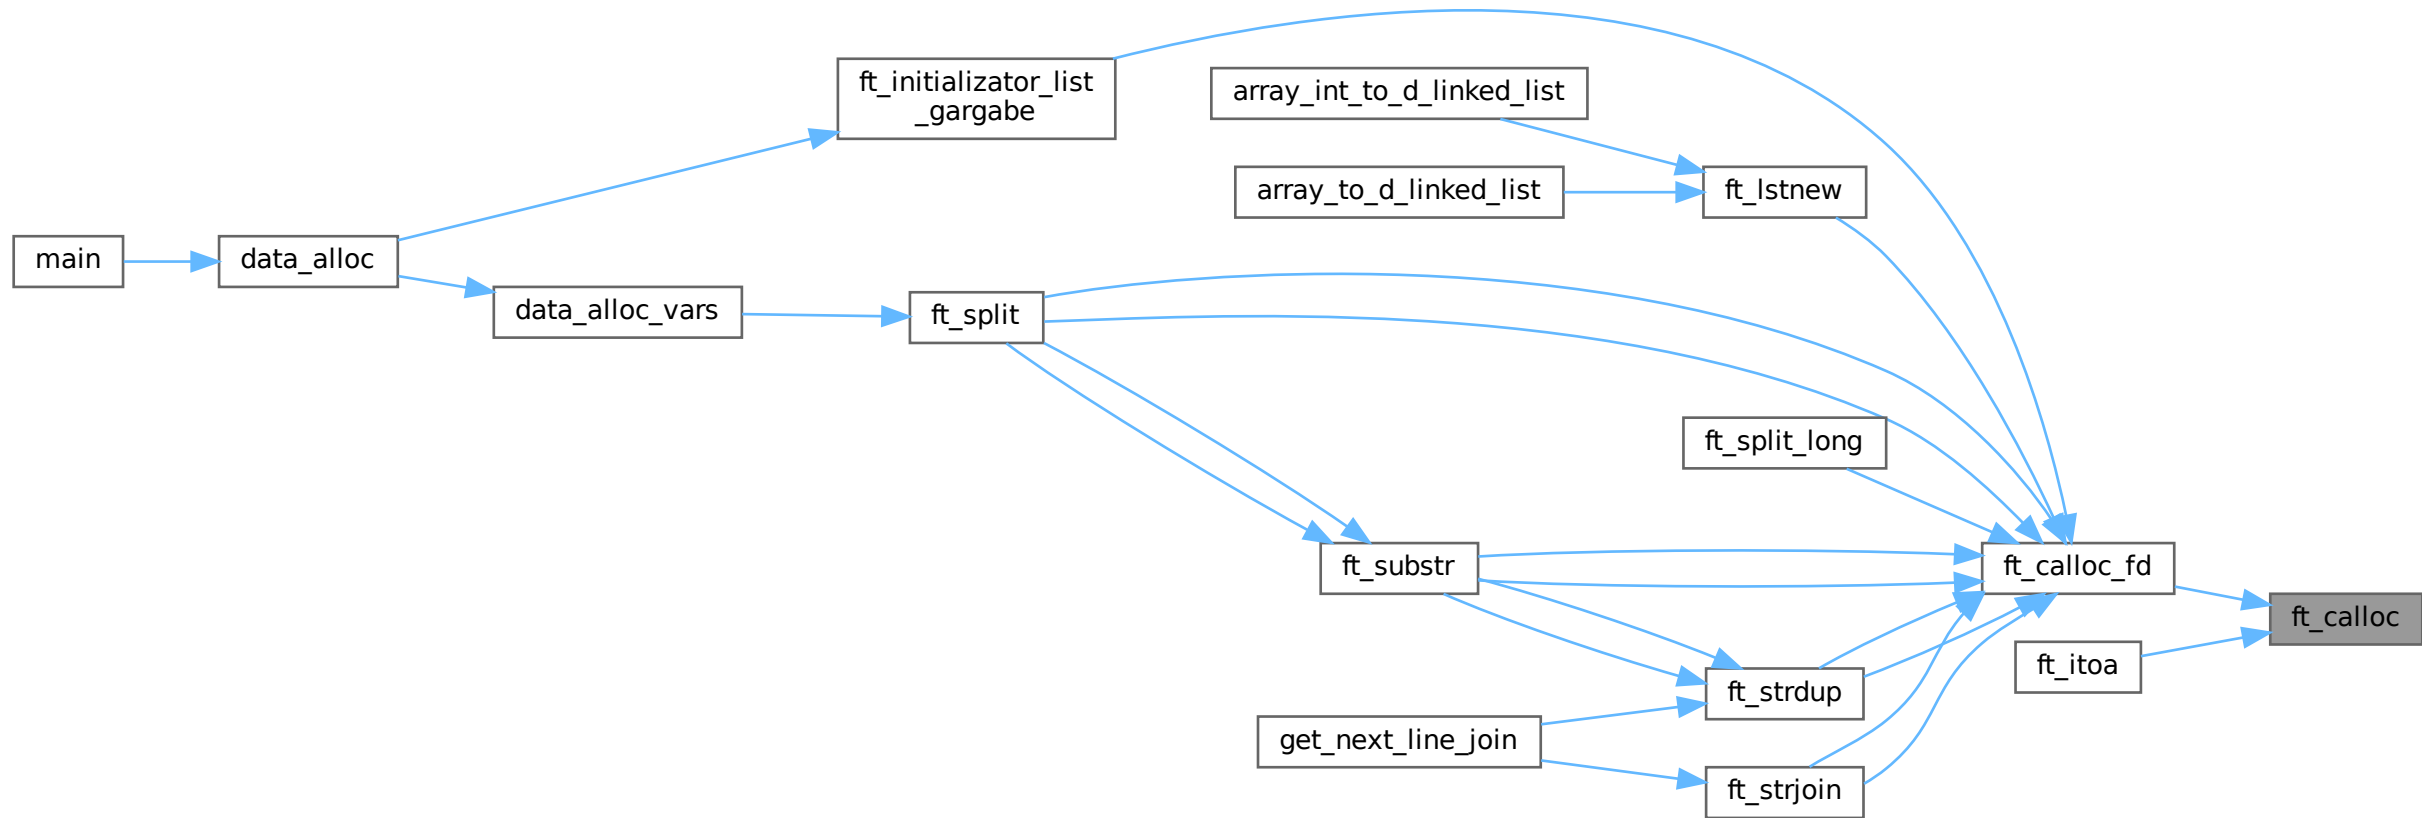 ft_initializator_list
_gargabe
array_int_to_d_linked_list
array_to_d_linked_list
ft_lstnew
main
data_alloc
data_alloc_vars
ft_split
ft_split_long
ft_substr
ft_calloc_fd
ft_calloc
ft_itoa
ft_strdup
get_next_line_join
ft_strjoin